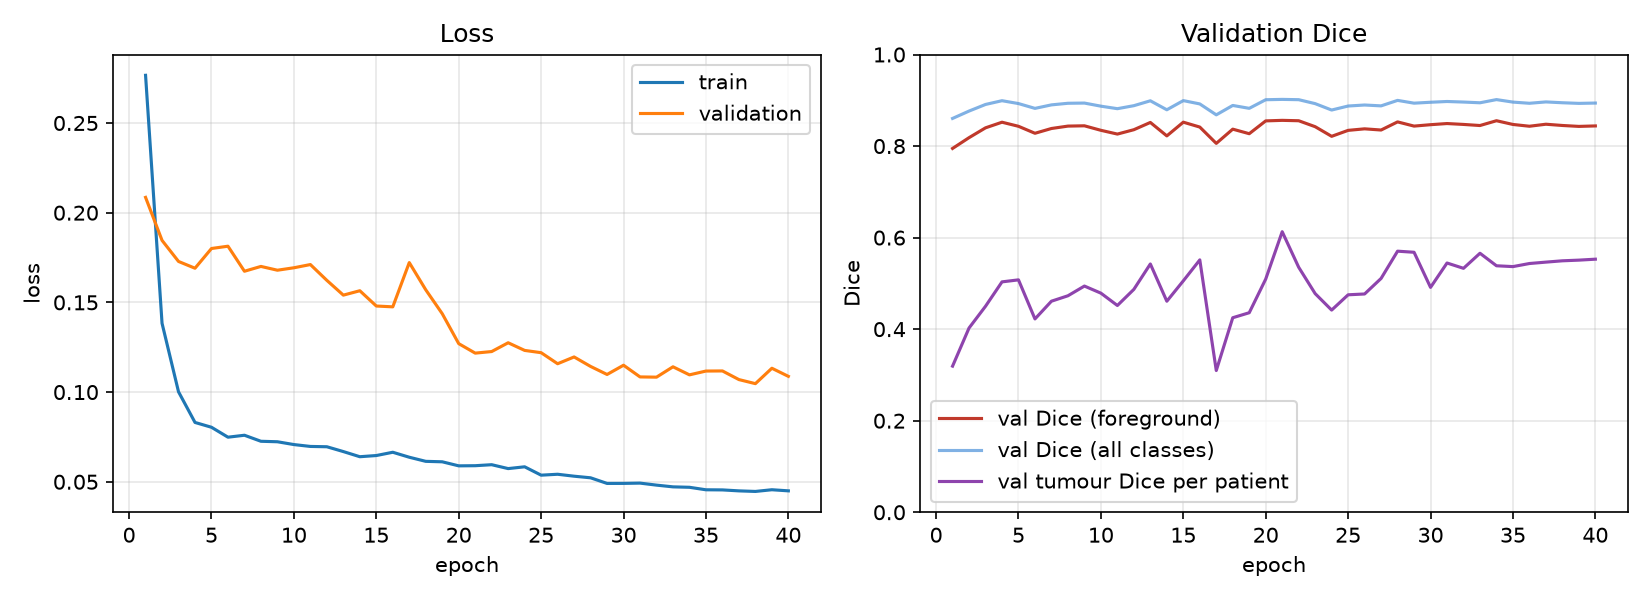 Loss
train
validation
0.25
0.20
0.15
0.10
0.05
loss
0 5 10 15 20 25 30 35 40
epoch
Validation Dice
1.0
0.8
0.6
0.4
0.2
0.0
Dice
val Dice (foreground)
val Dice (all classes)
val tumour Dice per patient
0 5 10 15 20 25 30 35 40
epoch